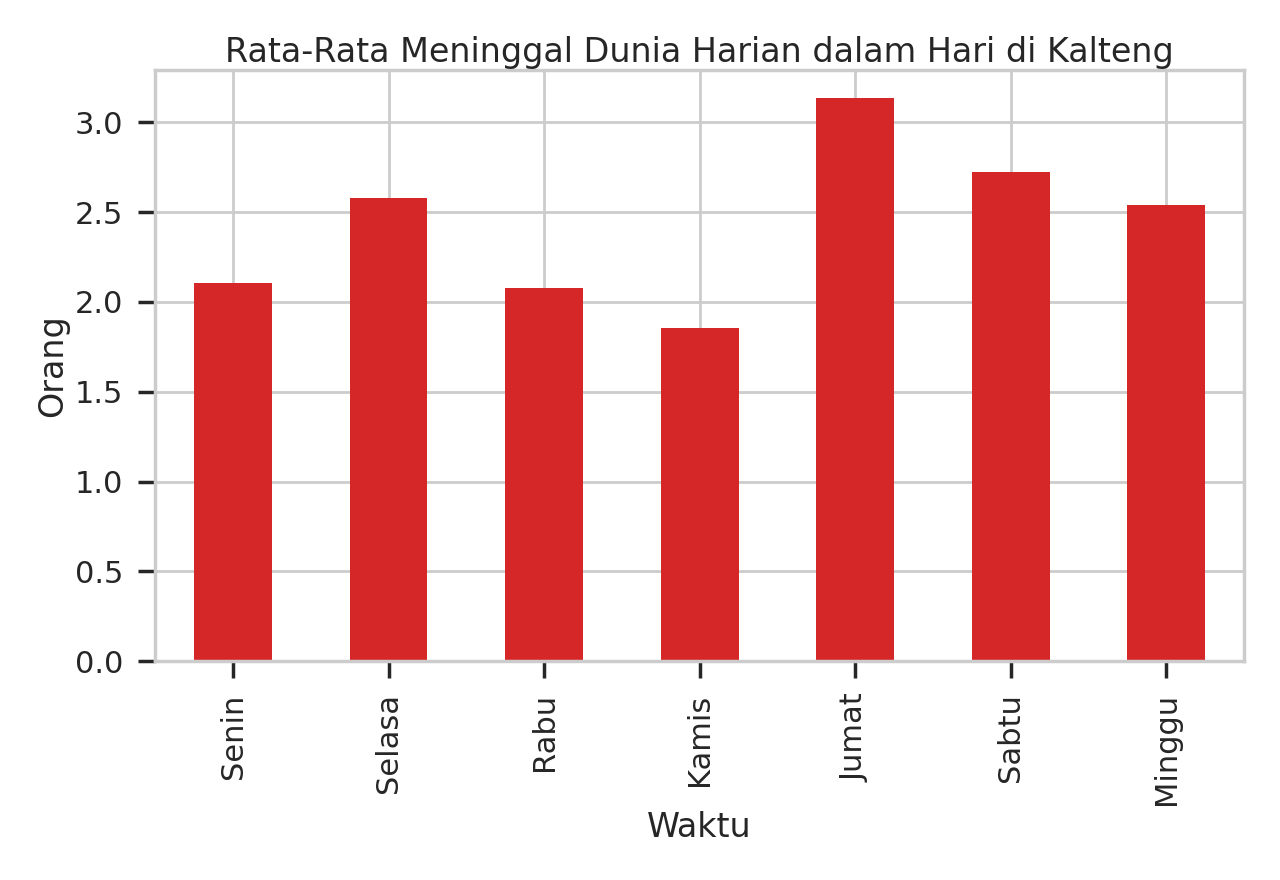 Rata-Rata Meninggal Dunia Harian dalam Hari di Kalteng
3.0
2.5
2.0
1.5
1.0
0.5
0.0
Orang
Senin
Selasa
Rabu
Kamis
Jumat
Sabtu
Minggu
Waktu